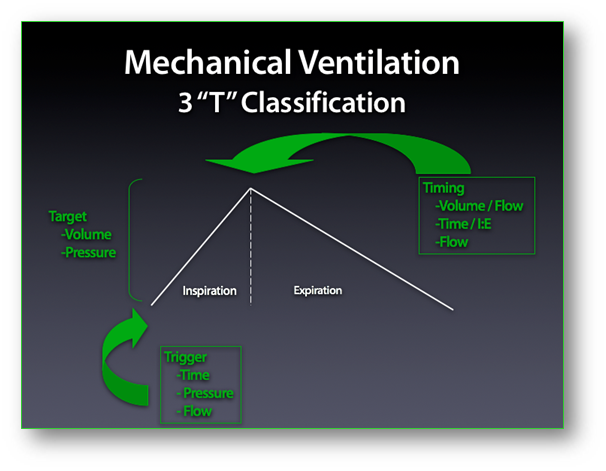 Mechanical Ventilation
3 “T” Classification
Timing
-Volume / Flow
-Time / I:E
-Flow
Target
-Volume
-Pressure
Inspiration
Expiration
Trigger
-Time
- Pressure
- Flow